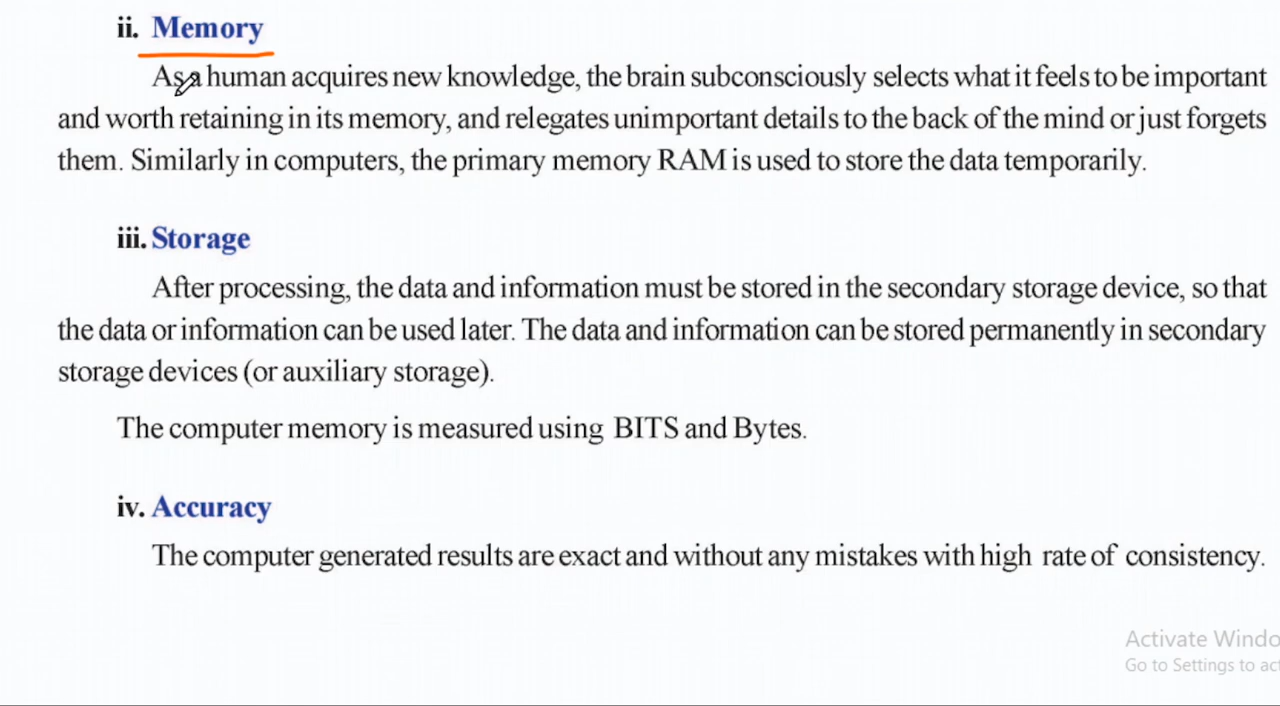 ii. Memory
As a human acquires new knowledge, the brain subconsciously selects what it feels to be important
and worth retaining in its memory, and relegates unimportant details to the back of the mind or just forgets
them. Similarly in computers, the primary memory RAM is used to store the data temporarily.
iii. Storage
After processing, the data and information must be stored in the secondary storage device, so that
the data or information can be used later. The data and information can be stored permanently in secondary
storage devices (or auxiliary storage).
The computer memory is measured using BITS and Bytes.
iv. Accuracy
The computer generated results are exact and without any mistakes with high rate of consistency.
Activate Windo
Go to Settings to act